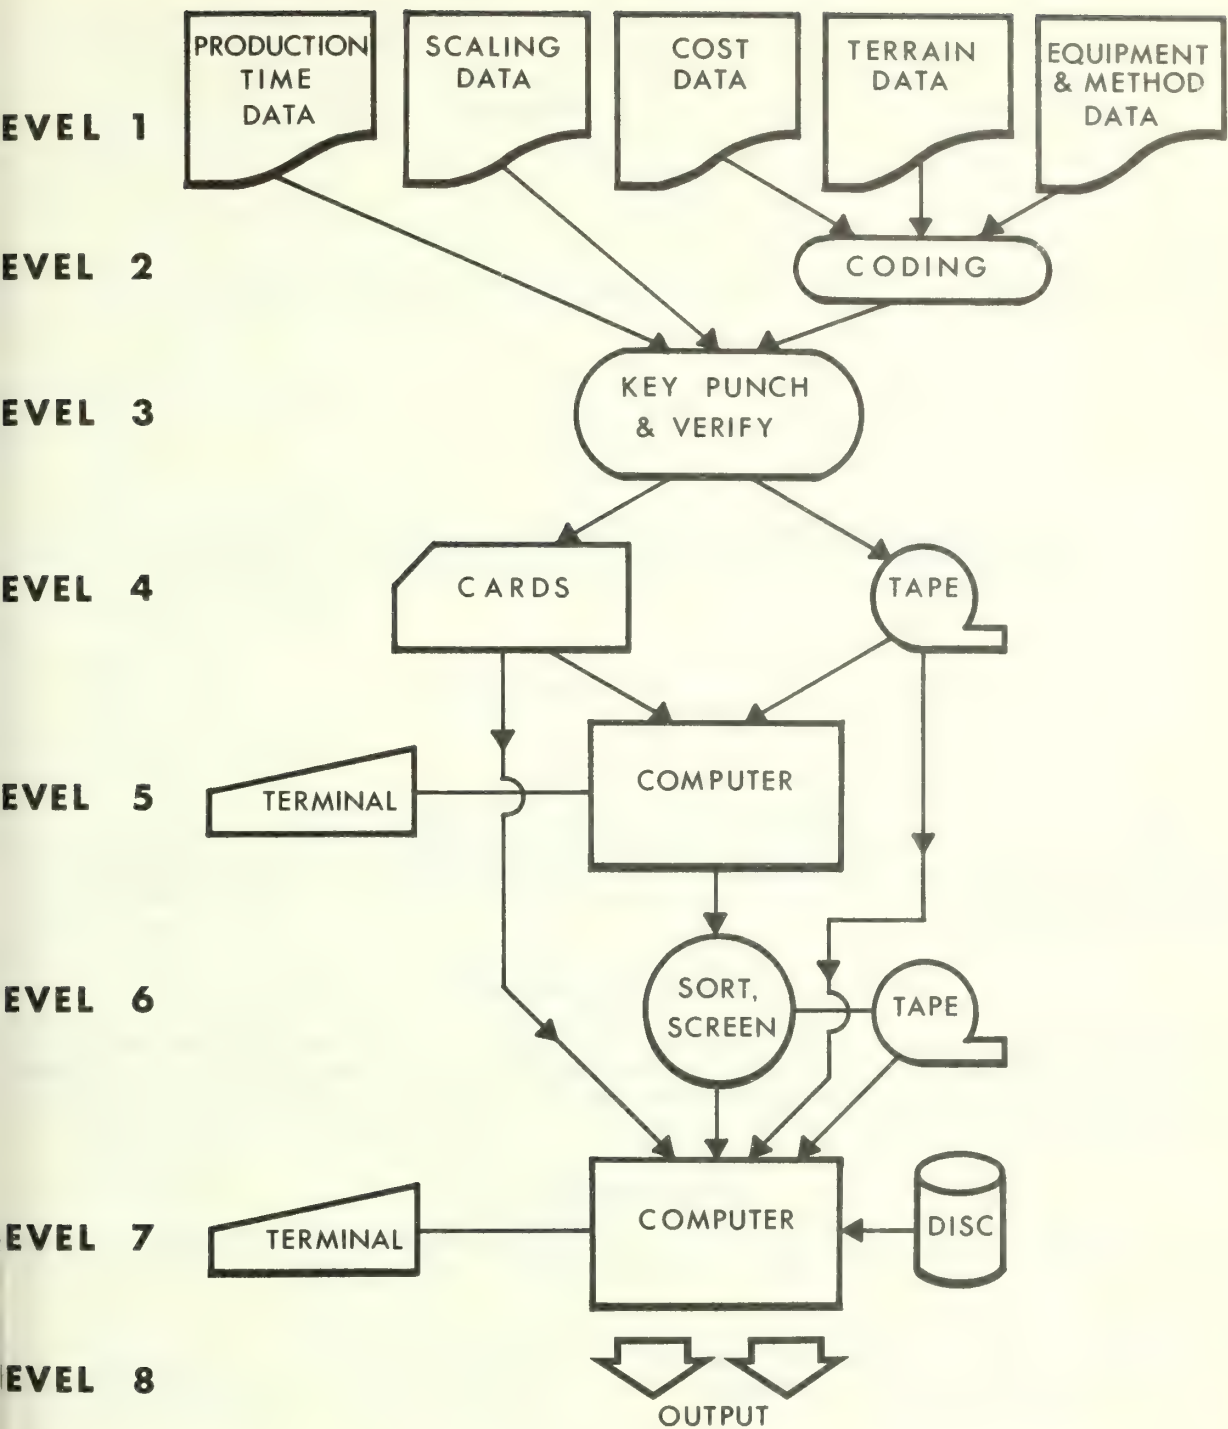 PRODUCTION
TIME
DATA
SCALING
DATA
COST
DATA
TERRAIN
DATA
EQUIPMENT
& METHOD
DATA
EVEL 1
EVEL 2
CODING
EVEL 3
KEY PUNCH
& VERIFY
EVEL 4
CARDS
TAPE
EVEL 5
TERMINAL
COMPUTER
EVEL 6
SORT,
SCREEN
TAPE
EVEL 7
TERMINAL
COMPUTER
DISC
EVEL 8
OUTPUT